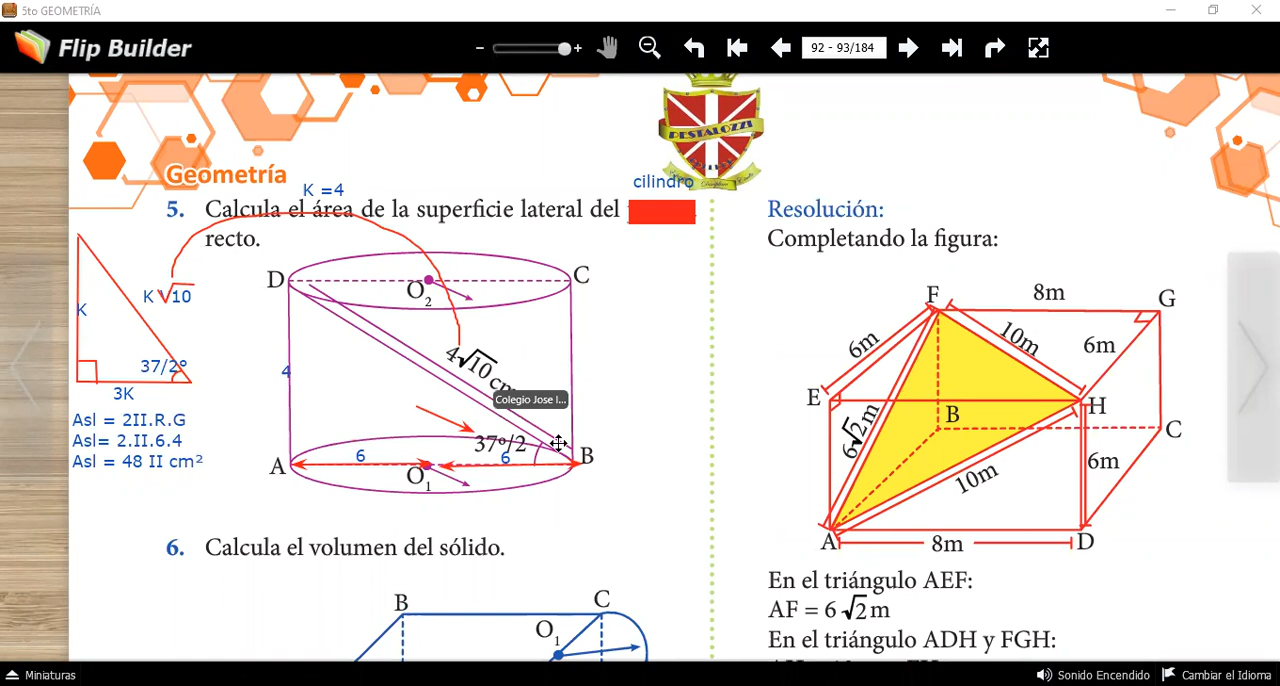 5to GEOMETRÍA
Flip Builder
92 - 93/184
PESTALOZZI
Geometría
K =4
cilindro
5. Calcula el área de la superficie lateral del
recto.
K
K √10
37/2°
3K
Asl = 2II.R.G
Asl= 2.II.6.4
Asl = 48 II cm²
D
C
O₂
4
4√10 cm
Colegio Jose I...
37°/2
A
6
6
B
O₁
6. Calcula el volumen del sólido.
B
C
O₁
Resolución:
Completando la figura:
F
8m
G
6m
10m
6m
E
H
B
C
6√2m
10m
6m
A
8m
D
En el triángulo AEF:
AF = 6√2m
En el triángulo ADH y FGH:
Miniaturas
Sonido Encendido
Cambiar el Idioma